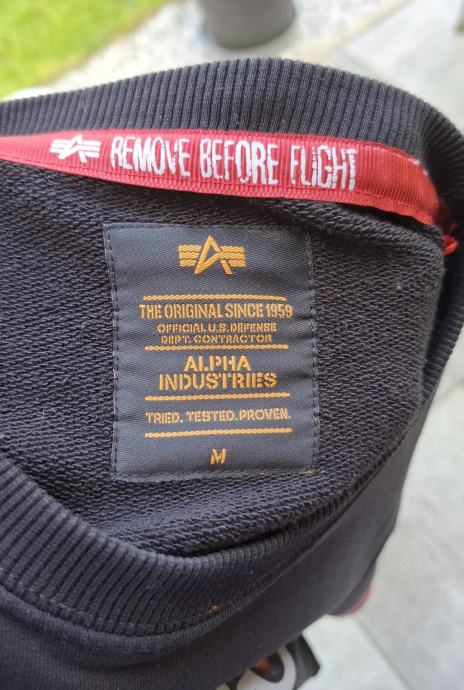 REMOVE BEFORE FLIGHT
THE ORIGINAL SINCE 1959
OFFICIAL U.S. DEFENSE
DEPT. CONTRACTOR
ALPHA
INDUSTRIES
TRIED. TESTED. PROVEN.
M